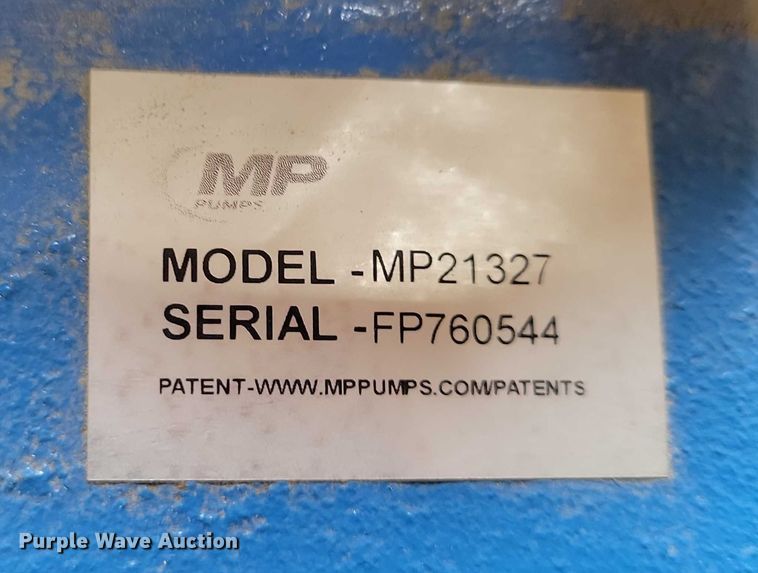 MP
PUMPS
MODEL -MP21327
SERIAL -FP760544
PATENT-WWW.MPPUMPS.COM/PATENTS
Purple Wave Auction